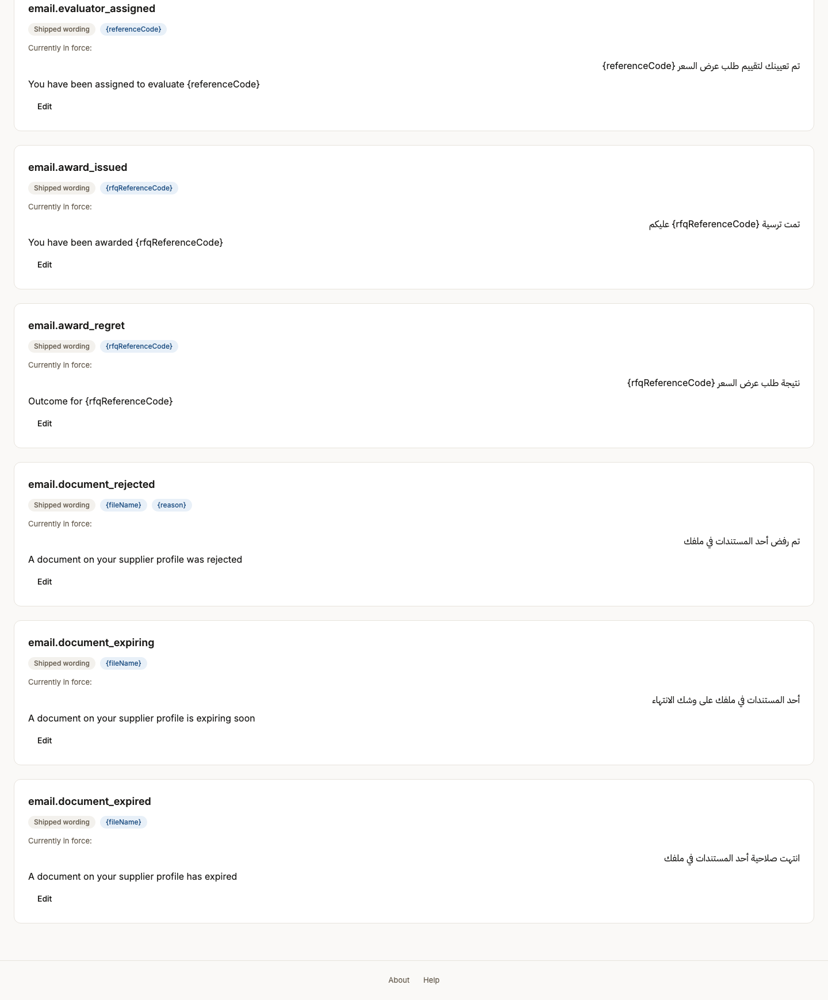 email.evaluator_assigned
Shipped wording {referenceCode}
Currently in force:
تم تعيينك لتقييم طلب عرض السعر {referenceCode}
You have been assigned to evaluate {referenceCode}
Edit
email.award_issued
Shipped wording {rfqReferenceCode}
Currently in force:
تمت ترسية {rfqReferenceCode} عليكم
You have been awarded {rfqReferenceCode}
Edit
email.award_regret
Shipped wording {rfqReferenceCode}
Currently in force:
نتيجة طلب عرض السعر {rfqReferenceCode}
Outcome for {rfqReferenceCode}
Edit
email.document_rejected
Shipped wording {fileName} {reason}
Currently in force:
تم رفض أحد المستندات في ملفك
A document on your supplier profile was rejected
Edit
email.document_expiring
Shipped wording {fileName}
Currently in force:
أحد المستندات في ملفك على وشك الانتهاء
A document on your supplier profile is expiring soon
Edit
email.document_expired
Shipped wording {fileName}
Currently in force:
انتهت صلاحية أحد المستندات في ملفك
A document on your supplier profile has expired
Edit
About Help